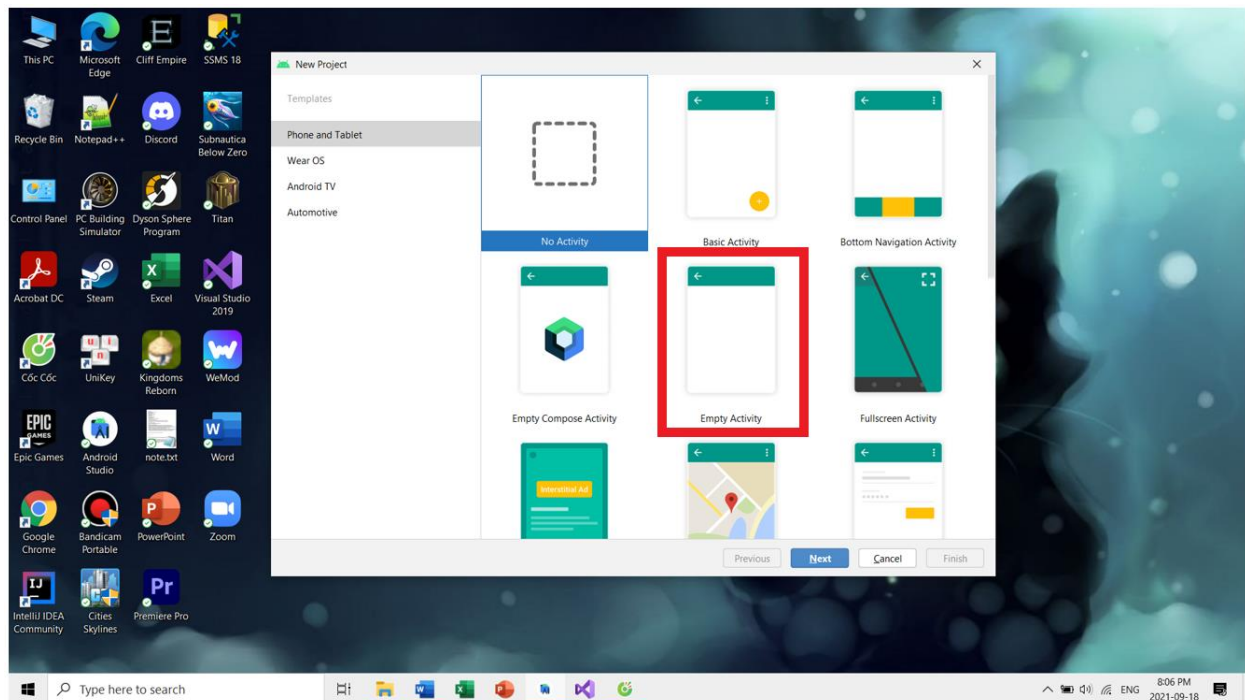 This PC
Microsoft
Edge
Cliff Empire
SSMS 18
Recycle Bin
Notepad++
Discord
Subnautica
Below Zero
Control Panel
PC Building
Simulator
Dyson Sphere
Program
Titan
Acrobat DC
Steam
Excel
Visual Studio
2019
Cốc Cốc
UniKey
Kingdoms
Reborn
WeMod
EPIC
GAMES
Epic Games
Android
Studio
note.txt
Word
Google
Chrome
Bandicam
Portable
PowerPoint
Zoom
IntelliJ IDEA
Community
Cities
Skylines
Premiere Pro
New Project
Templates
Phone and Tablet
Wear OS
Android TV
Automotive
No Activity
Basic Activity
Bottom Navigation Activity
Empty Compose Activity
Empty Activity
Fullscreen Activity
Interstitial Ad
Previous
Next
Cancel
Finish
Type here to search
ENG
8:06 PM
2021-09-18